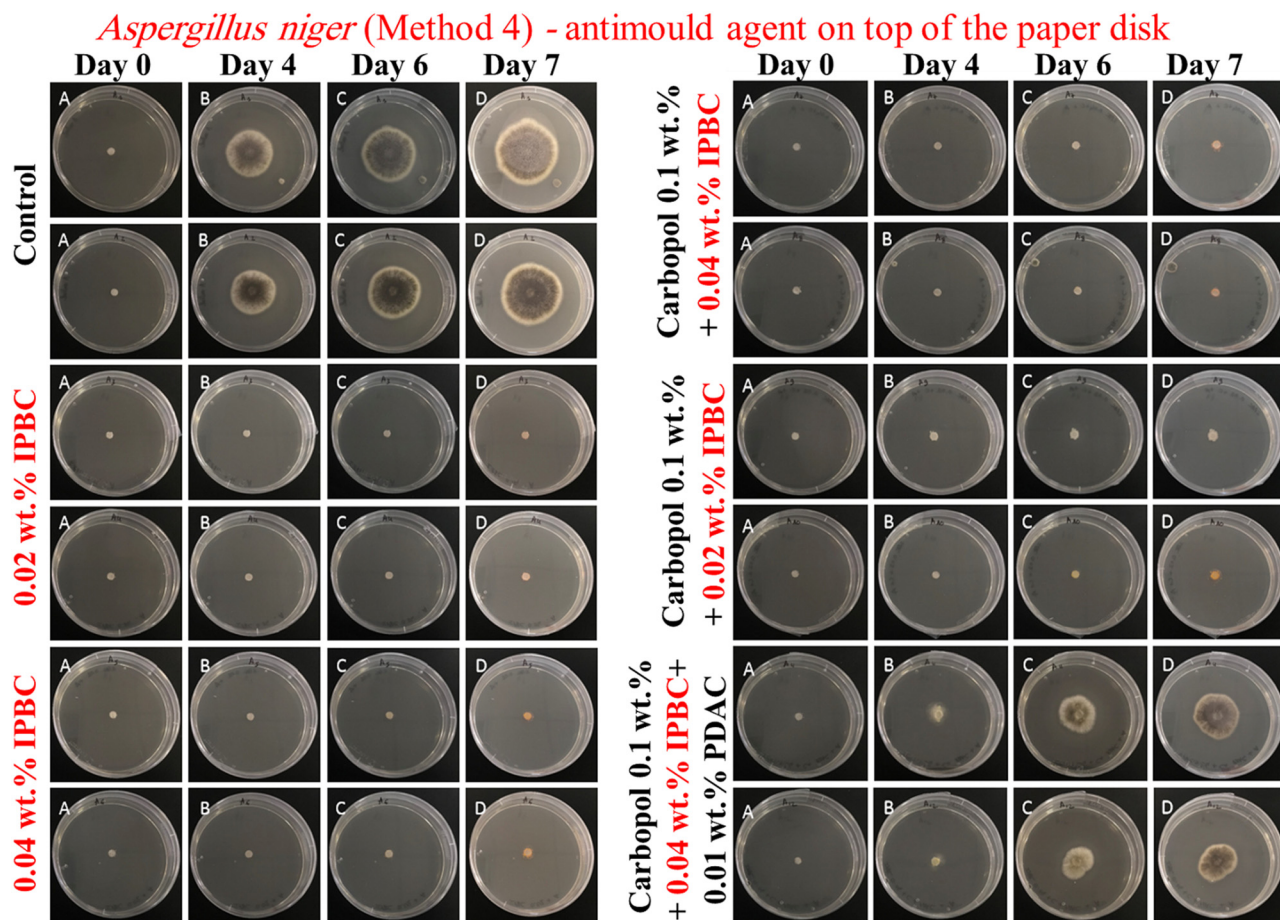 Aspergillus niger (Method 4) - antimould agent on top of the paper disk
Day 0 Day 4 Day 6 Day 7
Control
A B C D
A B C D
0.02 wt.% IPBC
A B C D
A B C D
0.04 wt.% IPBC
A B C D
A B C D
Day 0 Day 4 Day 6 Day 7
Carbopol 0.1 wt.%
+ 0.04 wt.% IPBC
A B C D
A B C D
Carbopol 0.1 wt.%
+ 0.02 wt.% IPBC
A B C D
A B C D
Carbopol 0.1 wt.%
+ 0.04 wt.% IPBC+
0.01 wt.% PDAC
A B C D
A B C D